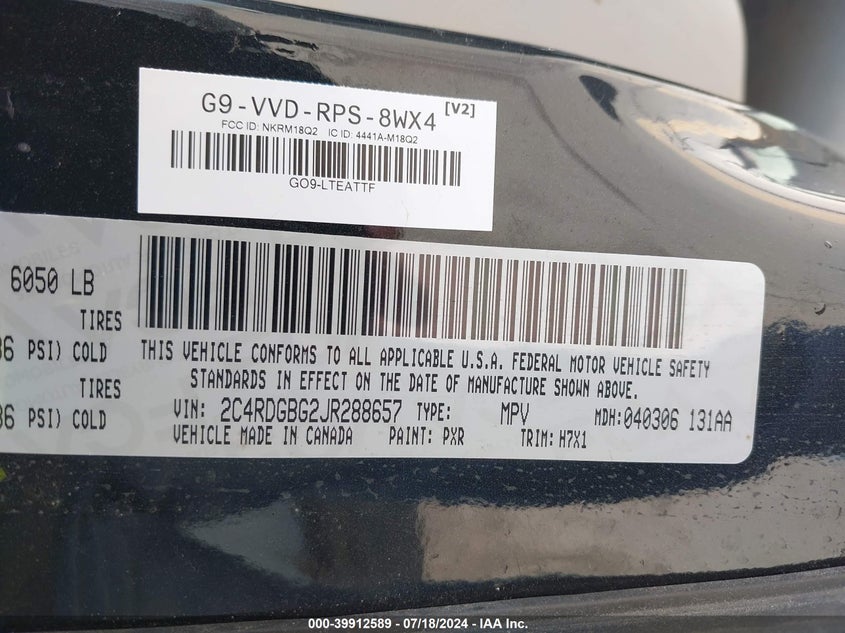 G9-VVD-RPS-8WX4 [V2]
FCC ID: NKRM18Q2 IC ID: 4441A-M18Q2
GO9-LTEATTF
6050 LB
TIRES
36 PSI) COLD
TIRES
36 PSI) COLD
THIS VEHICLE CONFORMS TO ALL APPLICABLE U.S.A. FEDERAL MOTOR VEHICLE SAFETY
STANDARDS IN EFFECT ON THE DATE OF MANUFACTURE SHOWN ABOVE.
VIN: 2C4RDGBG2JR288657 TYPE: MPV MDH:040306 131AA
VEHICLE MADE IN CANADA PAINT: PXR TRIM: H7X1
000-39912589 - 07/18/2024 - IAA Inc.